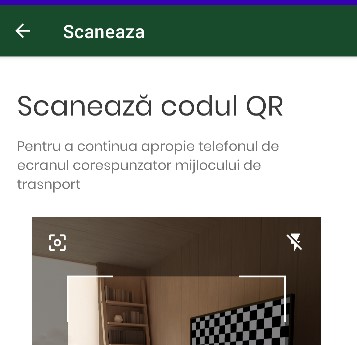 Scaneaza
Scanează codul QR
Pentru a continua apropie telefonul de
ecranul corespunzator mijlocului de
trasnport